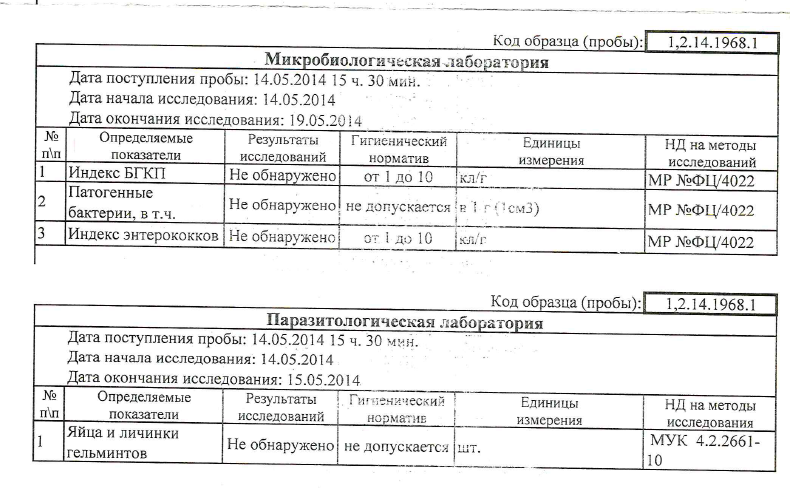 Код образца (пробы): 1,2.14.1968.1
Микробиологическая лаборатория
Дата поступления пробы: 14.05.2014 15 ч. 30 мин.
Дата начала исследования: 14.05.2014
Дата окончания исследования: 19.05.2014
№ п\п Определяемые показатели Результаты исследований Гигиенический норматив Единицы измерения НД на методы исследований
1 Индекс БГКП Не обнаружено от 1 до 10 кл/г МР №ФЦ/4022
2 Патогенные бактерии, в т.ч. Не обнаружено не допускается в 1 г (1см3) МР №ФЦ/4022
3 Индекс энтерококков Не обнаружено от 1 до 10 кл/г МР №ФЦ/4022
Код образца (пробы): 1,2.14.1968.1
Паразитологическая лаборатория
Дата поступления пробы: 14.05.2014 15 ч. 30 мин.
Дата начала исследования: 14.05.2014
Дата окончания исследования: 15.05.2014
№ п\п Определяемые показатели Результаты исследований Гигиенический норматив Единицы измерения НД на методы исследования
1 Яйца и личинки гельминтов Не обнаружено не допускается шт. МУК 4.2.2661-10